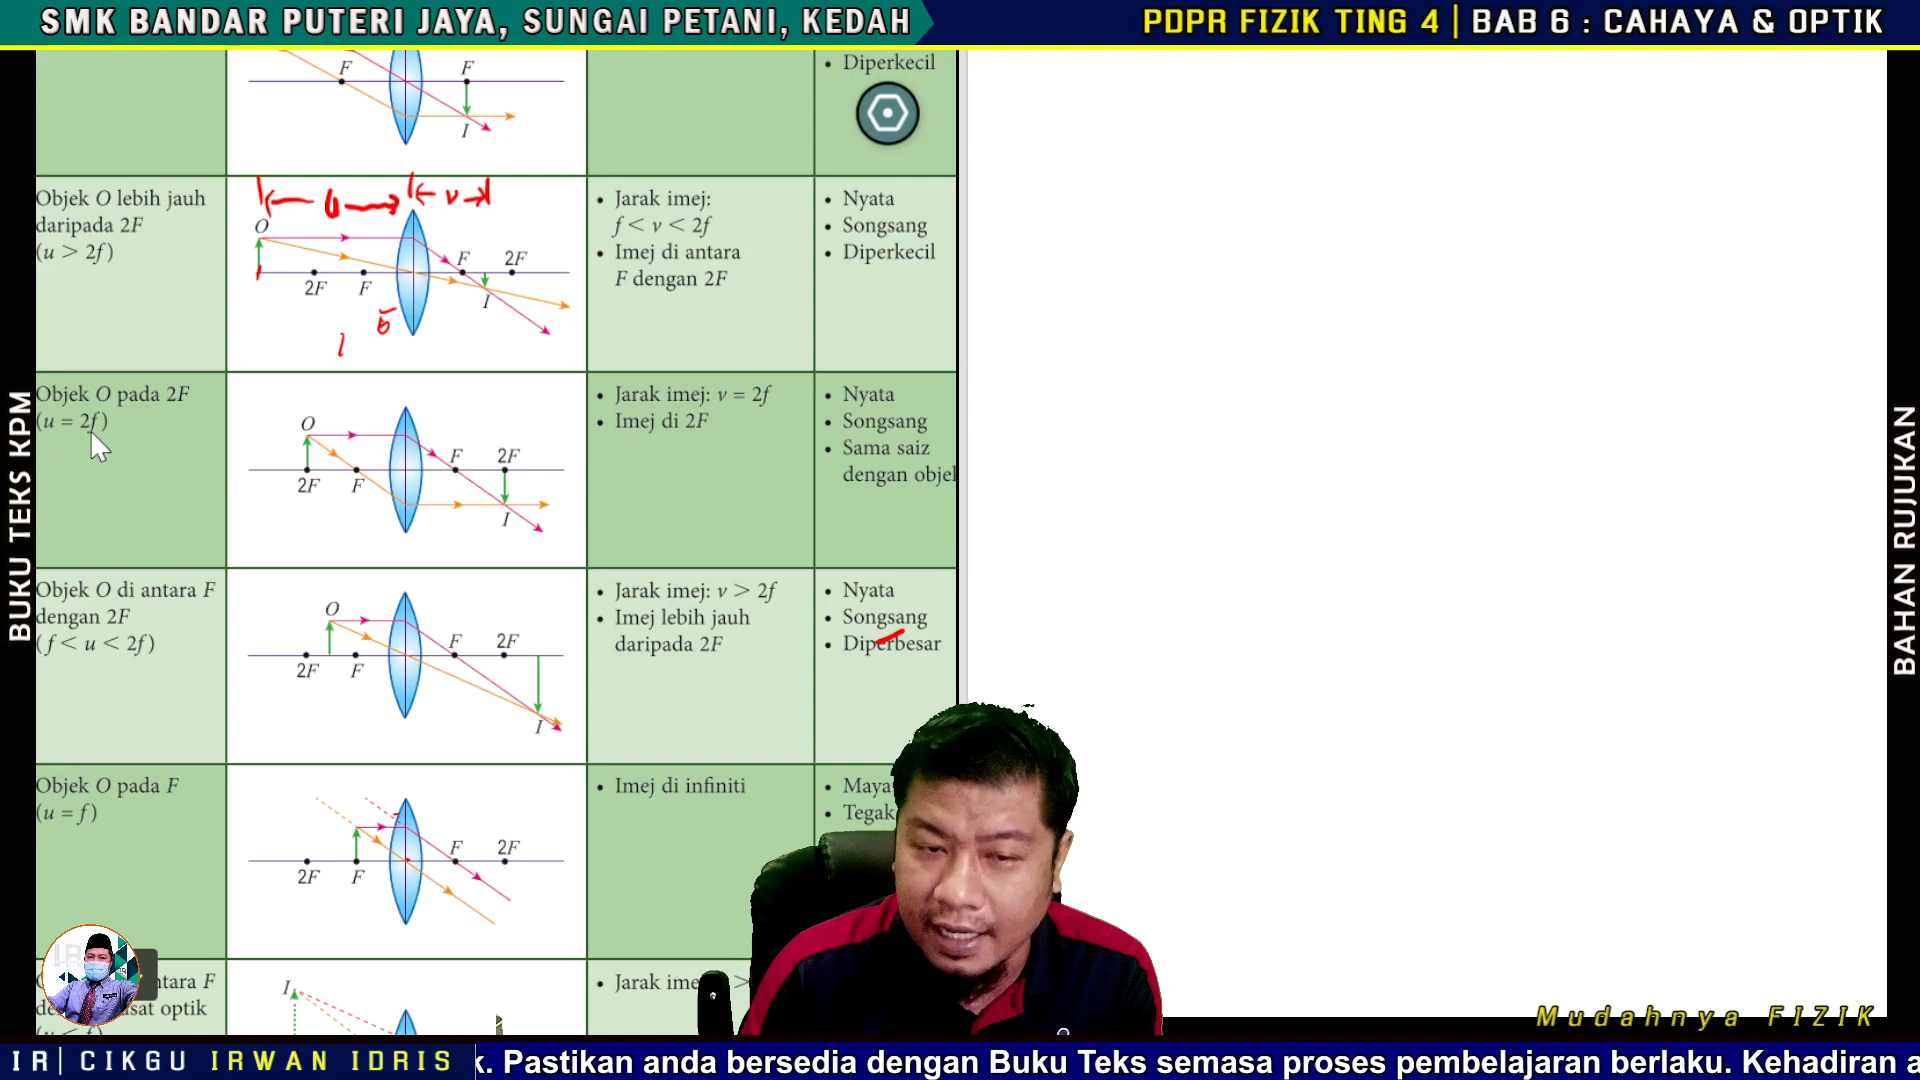 SMK BANDAR PUTERI JAYA, SUNGAI PETANI, KEDAH
PDPR FIZIK TING 4 | BAB 6 : CAHAYA & OPTIK
BUKU TEKS KPM
BAHAN RUJUKAN
F
F
I
• Diperkecil
Objek O lebih jauh
daripada 2F
(u > 2f)
u
v
O
F
2F
2F
F
I
• Jarak imej:
f < v < 2f
• Imej di antara
F dengan 2F
• Nyata
• Songsang
• Diperkecil
Objek O pada 2F
(u = 2f)
O
F
2F
2F
F
I
• Jarak imej: v = 2f
• Imej di 2F
• Nyata
• Songsang
• Sama saiz
dengan objek
Objek O di antara F
dengan 2F
(f < u < 2f)
O
F
2F
2F
F
I
• Jarak imej: v > 2f
• Imej lebih jauh
daripada 2F
• Nyata
• Songsang
• Diperbesar
Objek O pada F
(u = f)
F
2F
2F
F
• Imej di infiniti
• Maya
• Tegak
ntara F
sat optik
I
• Jarak ime
Mudahnya FIZIK
IR| CIKGU IRWAN IDRIS
k. Pastikan anda bersedia dengan Buku Teks semasa proses pembelajaran berlaku. Kehadiran a